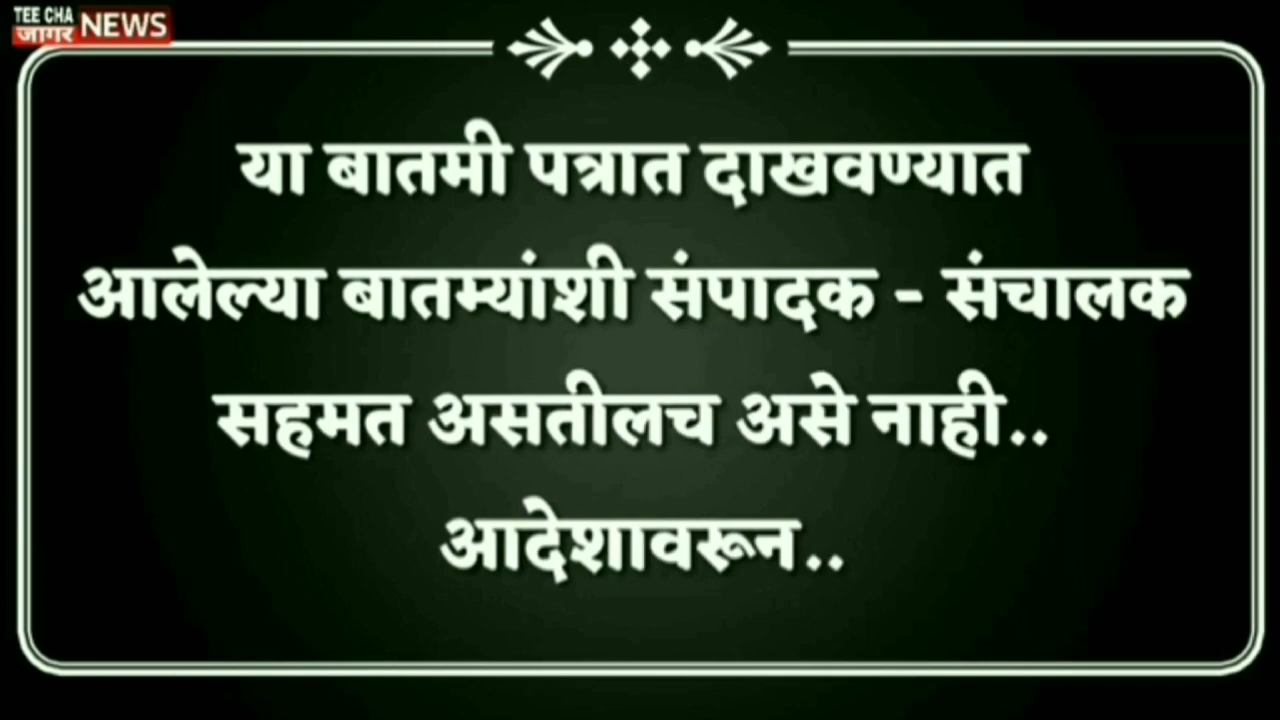 TEE CHA
जागर NEWS
या बातमी पत्रात दाखवण्यात
आलेल्या बातम्यांशी संपादक - संचालक
सहमत असतीलच असे नाही..
आदेशावरून..